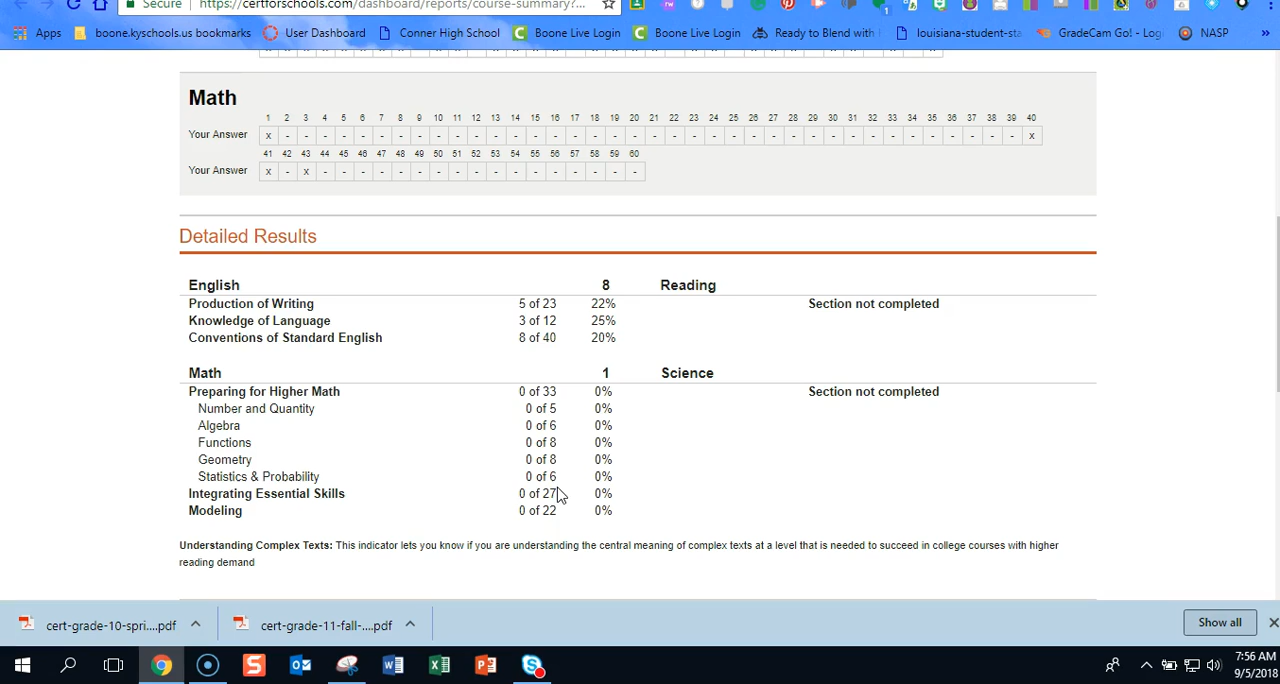 Secure https://certforschools.com/dashboard/reports/course-summary?...
Apps boone.kyschools.us bookmarks User Dashboard Conner High School Boone Live Login Boone Live Login Ready to Blend with louisiana-student-sta GradeCam Go! - Logi NASP »
Math
1 2 3 4 5 6 7 8 9 10 11 12 13 14 15 16 17 18 19 20 21 22 23 24 25 26 27 28 29 30 31 32 33 34 35 36 37 38 39 40
Your Answer x - - - - - - - - - - - - - - - - - - - - - - - - - - - - - - - - - - - - - - x
41 42 43 44 45 46 47 48 49 50 51 52 53 54 55 56 57 58 59 60
Your Answer x - x - - - - - - - - - - - - - - - - -
Detailed Results
English 8 Reading
Production of Writing 5 of 23 22% Section not completed
Knowledge of Language 3 of 12 25%
Conventions of Standard English 8 of 40 20%
Math 1 Science
Preparing for Higher Math 0 of 33 0% Section not completed
Number and Quantity 0 of 5 0%
Algebra 0 of 6 0%
Functions 0 of 8 0%
Geometry 0 of 8 0%
Statistics & Probability 0 of 6 0%
Integrating Essential Skills 0 of 27 0%
Modeling 0 of 22 0%
Understanding Complex Texts: This indicator lets you know if you are understanding the central meaning of complex texts at a level that is needed to succeed in college courses with higher
reading demand
cert-grade-10-spri....pdf cert-grade-11-fall-....pdf Show all
7:56 AM
9/5/2018